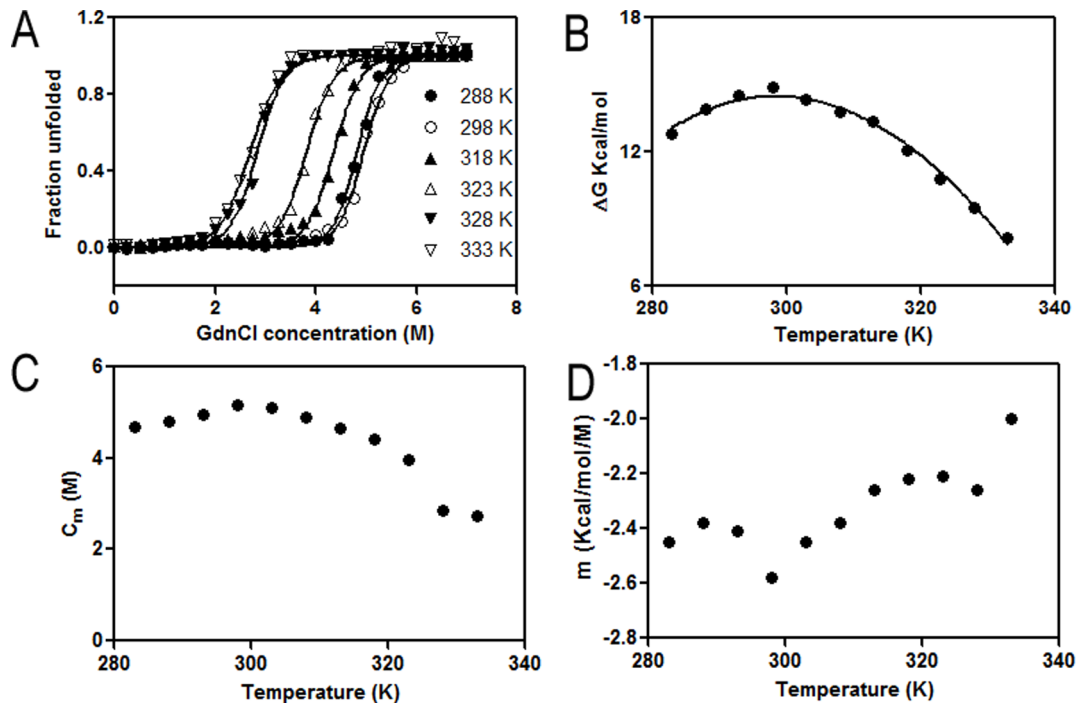 A
Fraction unfolded
1.2
0.8
0.4
0.0
0 2 4 6 8
GdnCl concentration (M)
288 K
298 K
318 K
323 K
328 K
333 K
B
ΔG Kcal/mol
18
12
6
280 300 320 340
Temperature (K)
C
Cm (M)
6
4
2
0
280 300 320 340
Temperature (K)
D
m (Kcal/mol/M)
-1.8
-2.0
-2.2
-2.4
-2.6
-2.8
280 300 320 340
Temperature (K)